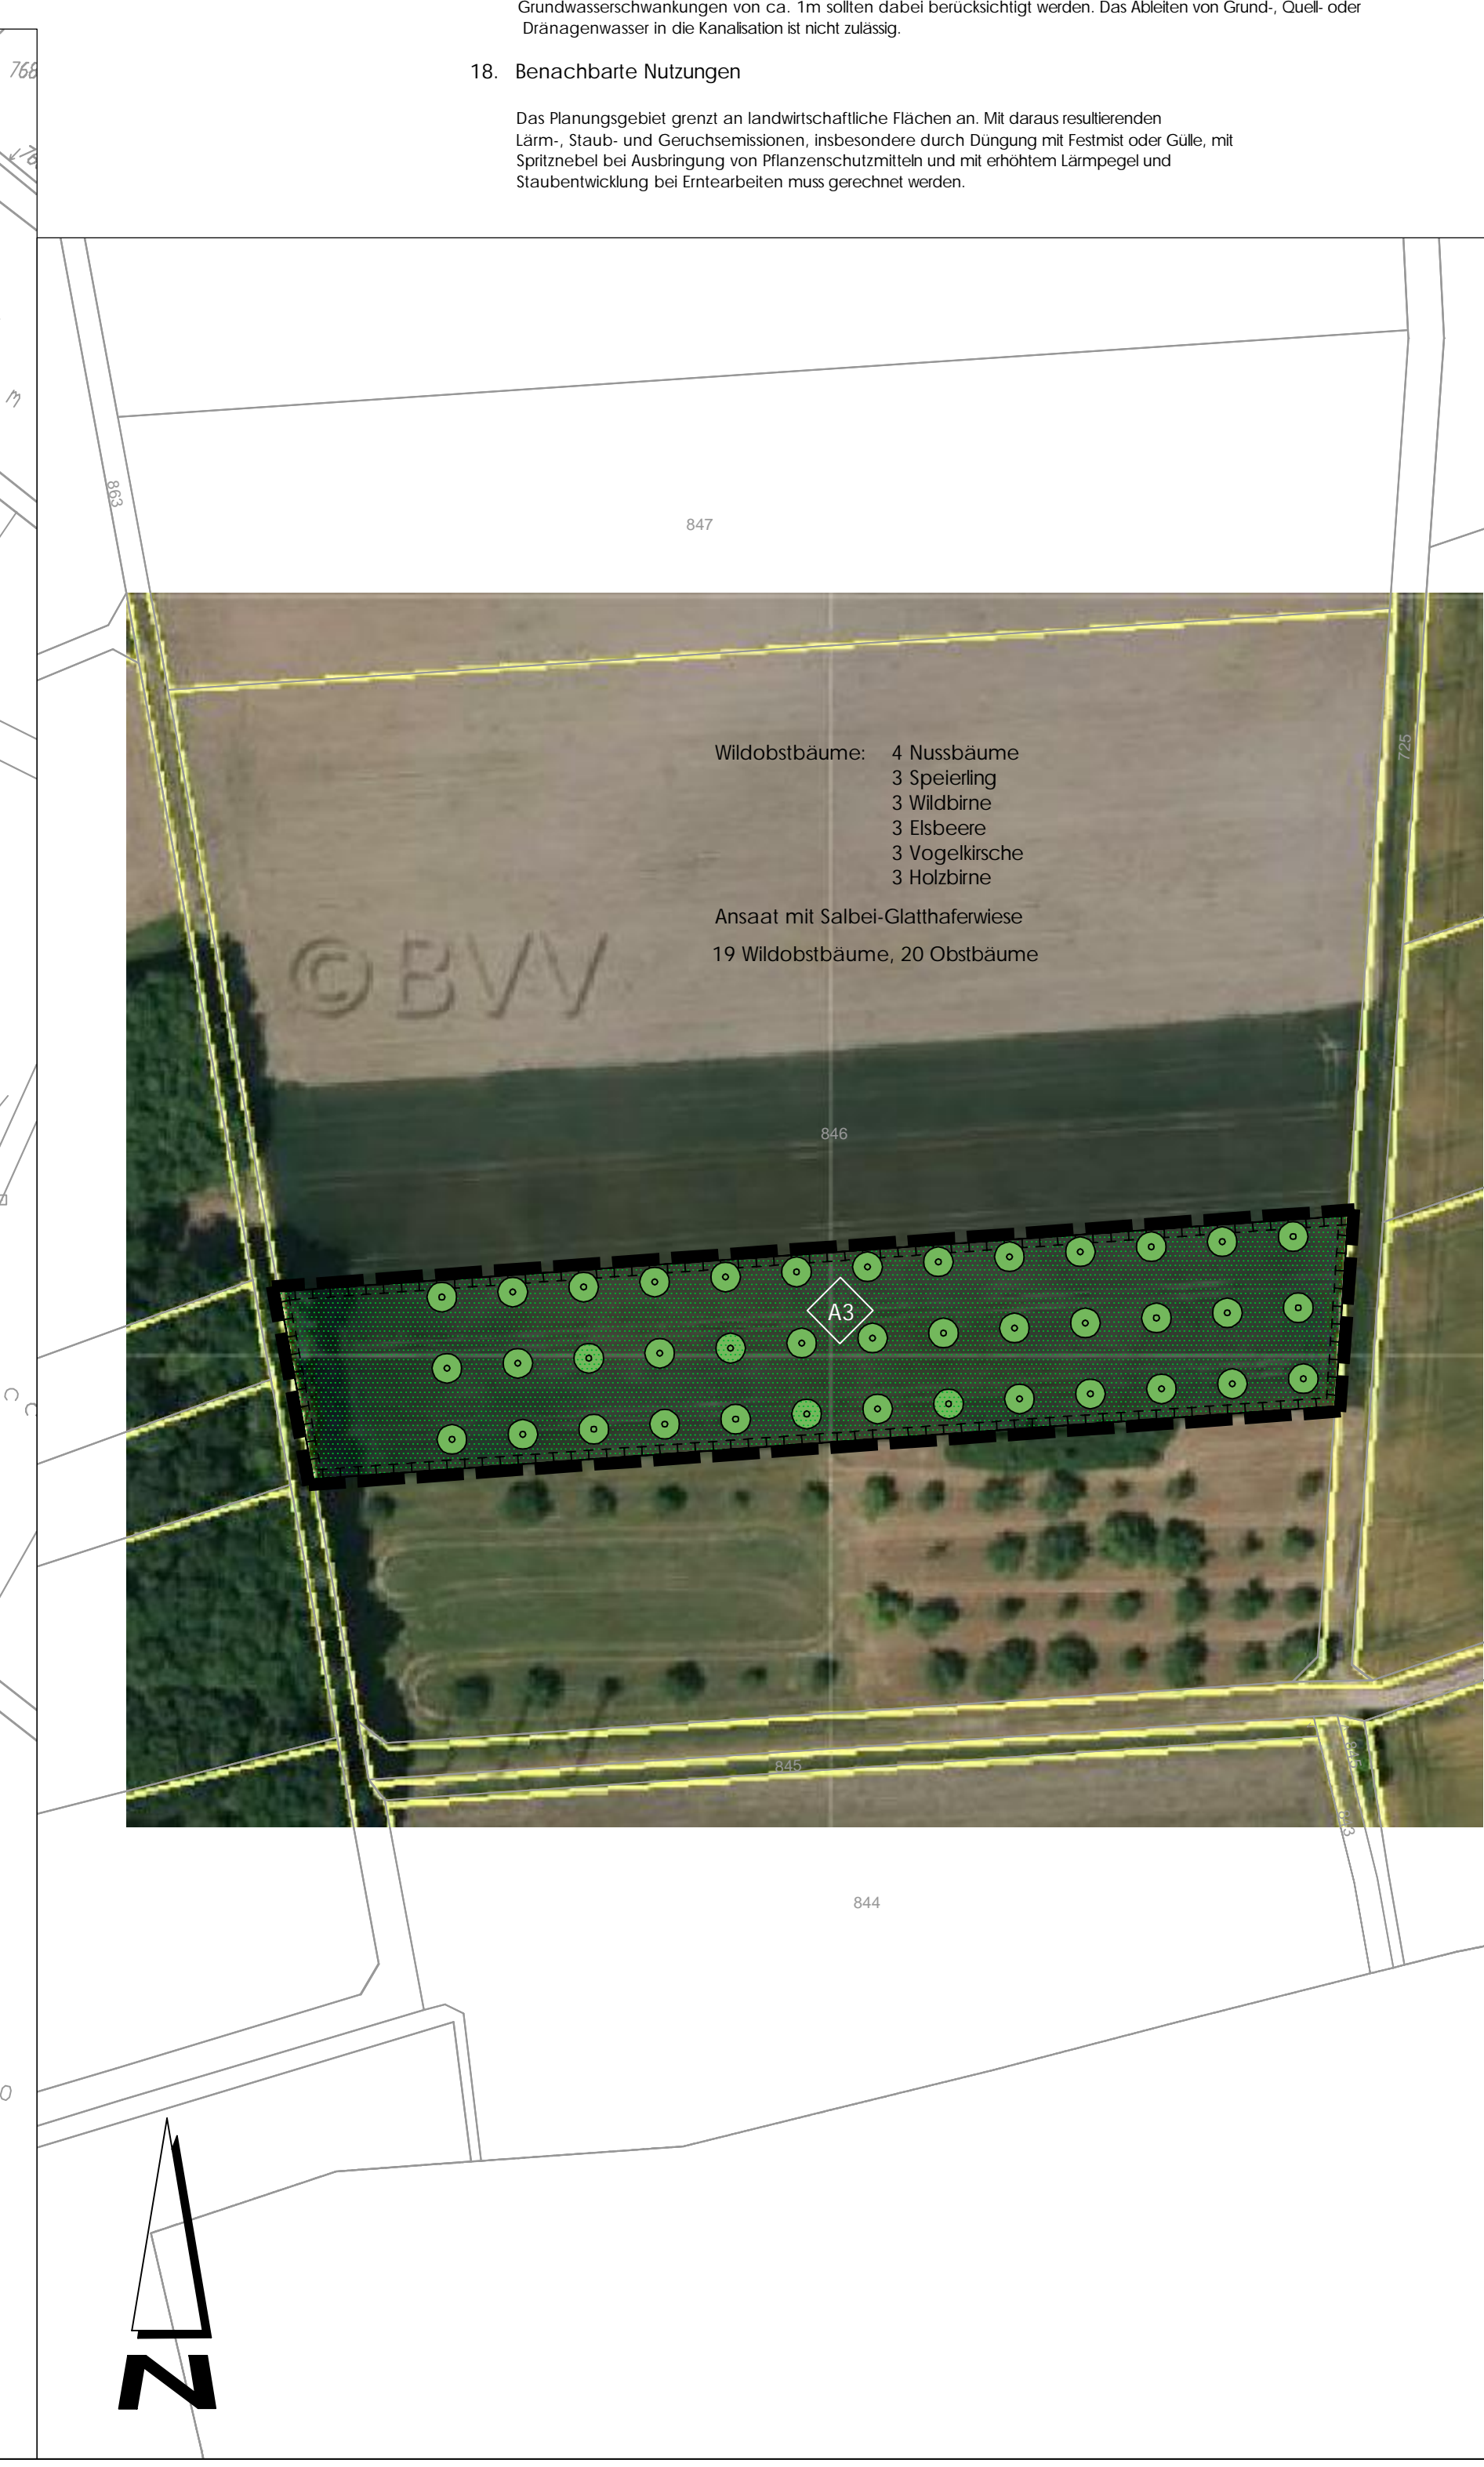 Grundwasserschwankungen von ca. 1m sollten dabei berücksichtigt werden. Das Ableiten von Grund-, Quell- oder
Dränagenwasser in die Kanalisation ist nicht zulässig.
18. Benachbarte Nutzungen
Das Planungsgebiet grenzt an landwirtschaftliche Flächen an. Mit daraus resultierenden
Lärm-, Staub- und Geruchsemissionen, insbesondere durch Düngung mit Festmist oder Gülle, mit
Spritznebel bei Ausbringung von Pflanzenschutzmitteln und mit erhöhtem Lärmpegel und
Staubentwicklung bei Erntearbeiten muss gerechnet werden.
768
863
847
725
Wildobstbäume: 4 Nussbäume
3 Speierling
3 Wildbirne
3 Elsbeere
3 Vogelkirsche
3 Holzbirne
Ansaat mit Salbei-Glatthaferwiese
19 Wildobstbäume, 20 Obstbäume
©BVV
846
A3
845
844
N